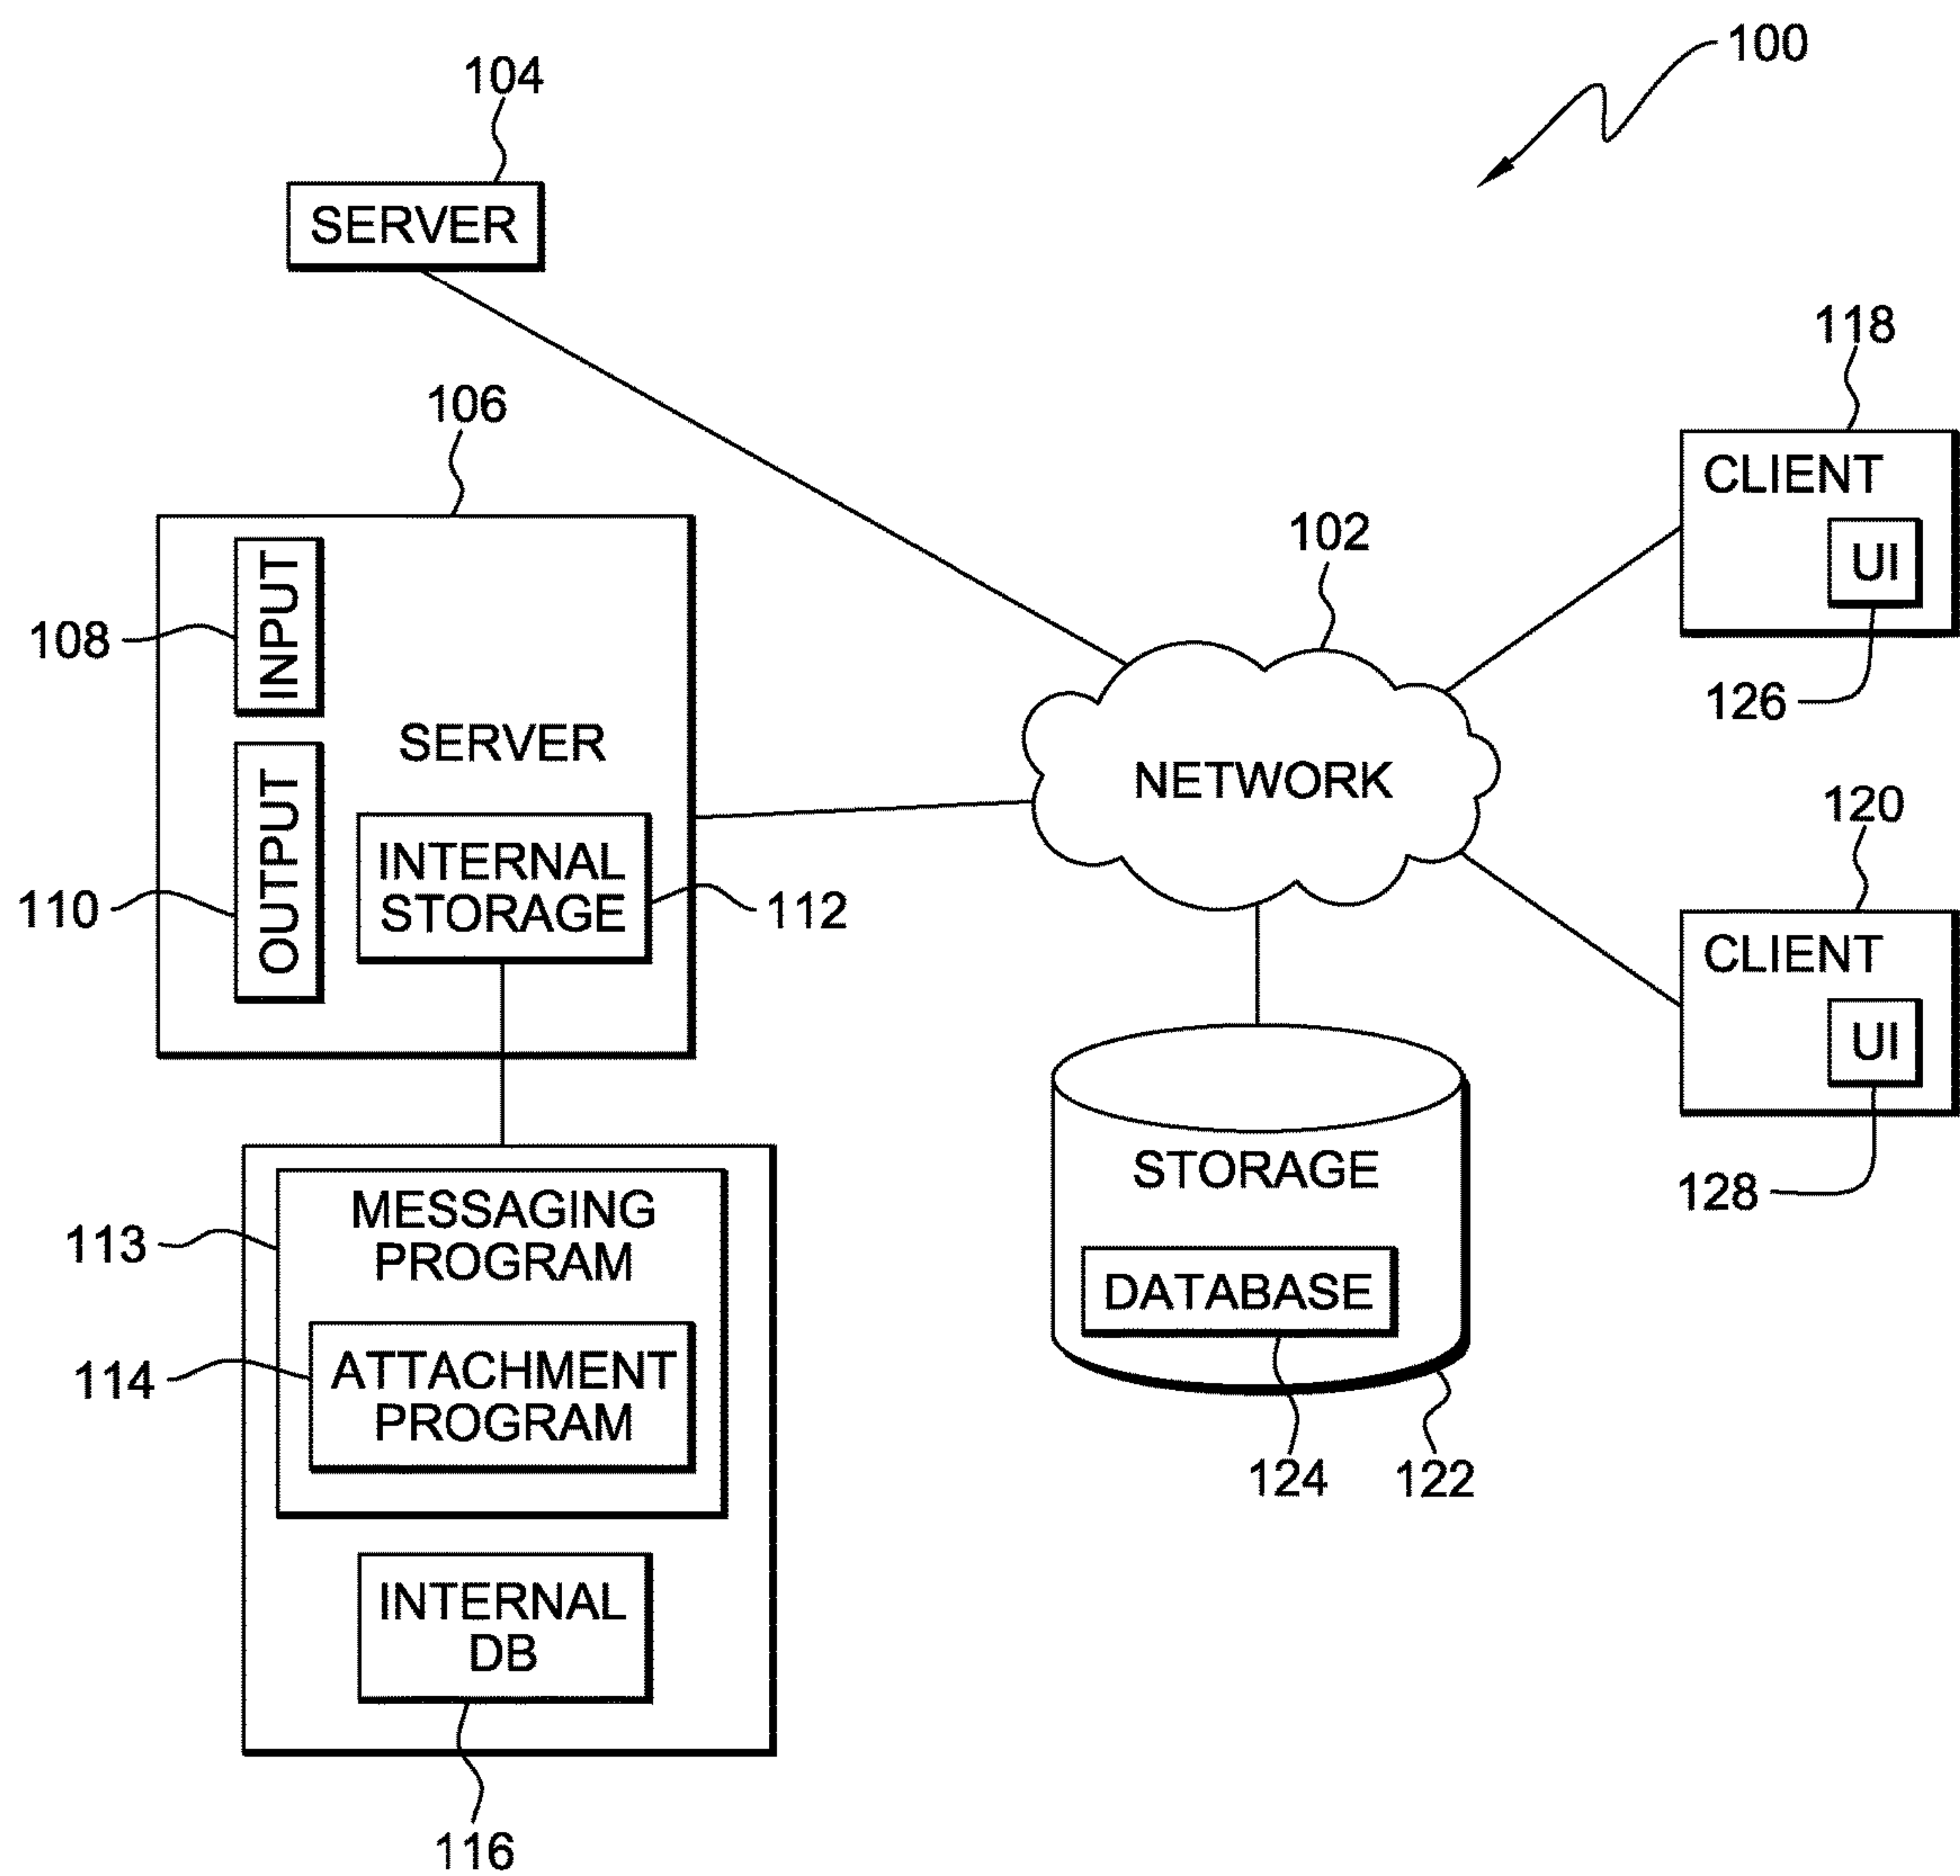 100
104
SERVER
118
CLIENT
UI
126
106
INPUT
108
SERVER
OUTPUT
110
INTERNAL
STORAGE
112
102
NETWORK
120
CLIENT
UI
128
STORAGE
DATABASE
124
122
MESSAGING
PROGRAM
113
ATTACHMENT
PROGRAM
114
INTERNAL
DB
116